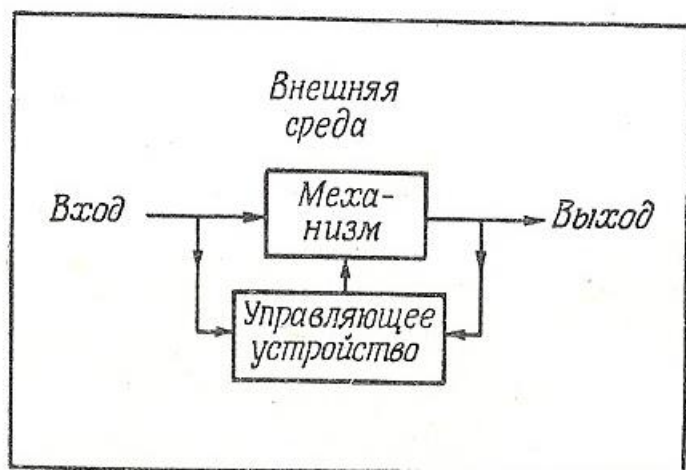 Внешняя
среда
Вход
Меха-
низм
Выход
Управляющее
устройство